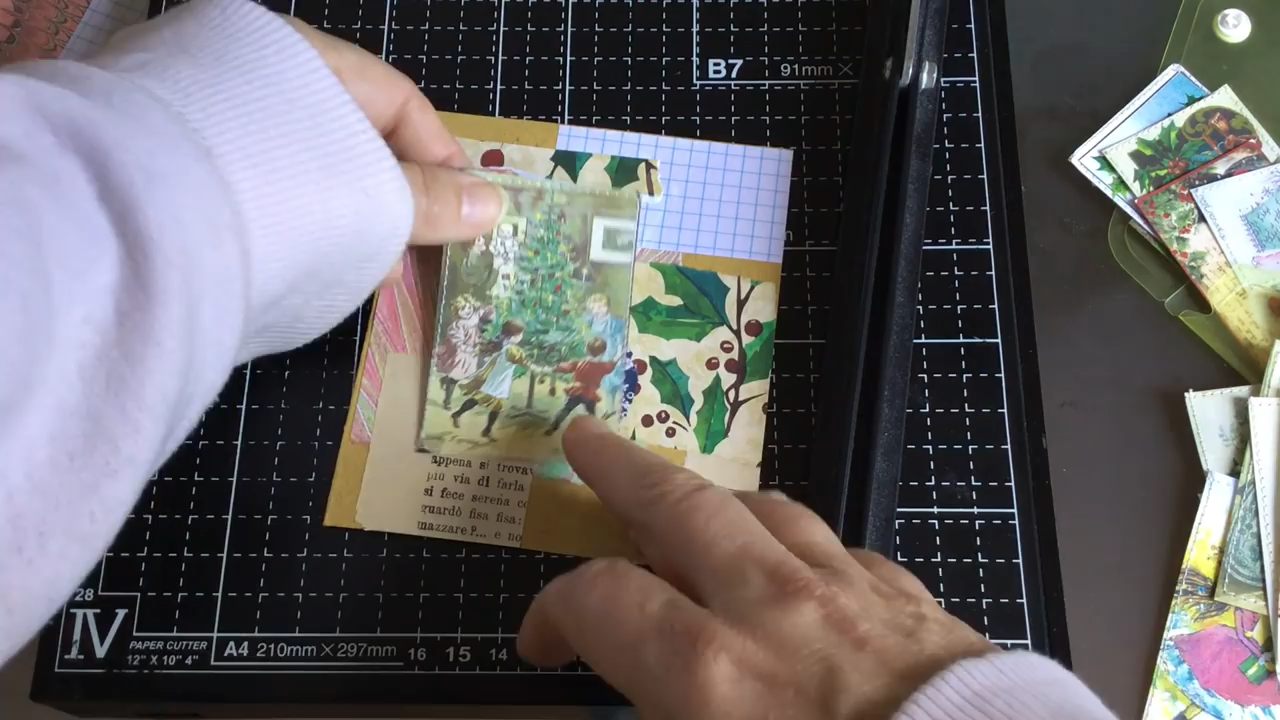 B7 91mm×
appena si trovav
più via di farla
si fece serena co
guardò fisa fisa:
mazzare?... e no
28
IV PAPER CUTTER
12" X 10" 4"
A4 210mm×297mm 16 15 14